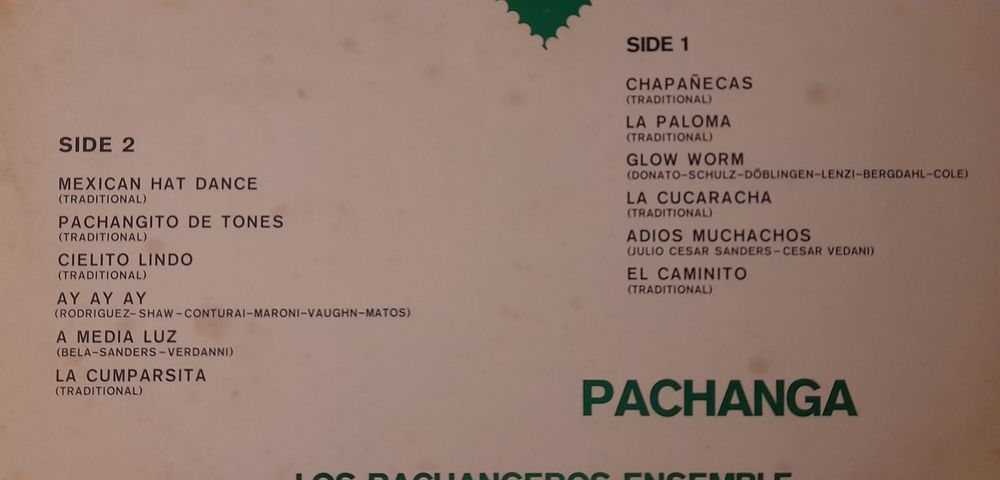 SIDE 1
CHAPAÑECAS
(TRADITIONAL)
LA PALOMA
(TRADITIONAL)
GLOW WORM
(DONATO-SCHULZ-DÖBLINGEN-LENZI-BERGDAHL-COLE)
LA CUCARACHA
(TRADITIONAL)
ADIOS MUCHACHOS
(JULIO CESAR SANDERS-CESAR VEDANI)
EL CAMINITO
(TRADITIONAL)
SIDE 2
MEXICAN HAT DANCE
(TRADITIONAL)
PACHANGITO DE TONES
(TRADITIONAL)
CIELITO LINDO
(TRADITIONAL)
AY AY AY
(RODRIGUEZ-SHAW-CONTURAI-MARONI-VAUGHN-MATOS)
A MEDIA LUZ
(BELA-SANDERS-VERDANNI)
LA CUMPARSITA
(TRADITIONAL)
PACHANGA
LOS PACHANGEROS ENSEMBLE